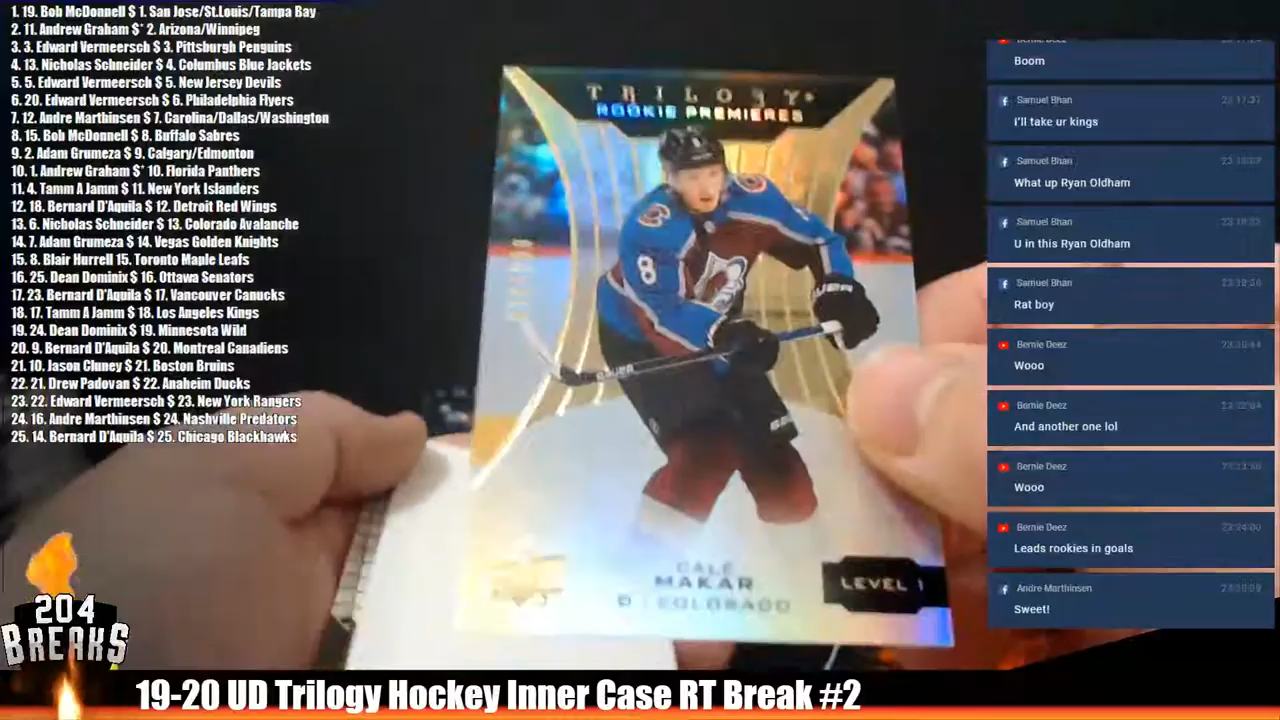 1. 19. Bob McDonnell $ 1. San Jose/St.Louis/Tampa Bay
2. 11. Andrew Graham $* 2. Arizona/Winnipeg
3. 3. Edward Vermeersch $ 3. Pittsburgh Penguins
4. 13. Nicholas Schneider $ 4. Columbus Blue Jackets
5. 5. Edward Vermeersch $ 5. New Jersey Devils
6. 20. Edward Vermeersch $ 6. Philadelphia Flyers
7. 12. Andre Marthinsen $ 7. Carolina/Dallas/Washington
8. 15. Bob McDonnell $ 8. Buffalo Sabres
9. 2. Adam Grumeza $ 9. Calgary/Edmonton
10. 1. Andrew Graham $* 10. Florida Panthers
11. 4. Tamm A Jamm $ 11. New York Islanders
12. 18. Bernard D'Aquila $ 12. Detroit Red Wings
13. 6. Nicholas Schneider $ 13. Colorado Avalanche
14. 7. Adam Grumeza $ 14. Vegas Golden Knights
15. 8. Blair Hurrell 15. Toronto Maple Leafs
16. 25. Dean Dominix $ 16. Ottawa Senators
17. 23. Bernard D'Aquila $ 17. Vancouver Canucks
18. 17. Tamm A Jamm $ 18. Los Angeles Kings
19. 24. Dean Dominix $ 19. Minnesota Wild
20. 9. Bernard D'Aquila $ 20. Montreal Canadiens
21. 10. Jason Cluney $ 21. Boston Bruins
22. 21. Drew Padovan $ 22. Anaheim Ducks
23. 22. Edward Vermeersch $ 23. New York Rangers
24. 16. Andre Marthinsen $ 24. Nashville Predators
25. 14. Bernard D'Aquila $ 25. Chicago Blackhawks
TRILOGY
ROOKIE PREMIERES
8
BAUER
CALE
MAKAR
D | COLORADO
LEVEL 1
Bernie Deez
Boom
Samuel Bhan
i'll take ur kings
Samuel Bhan
What up Ryan Oldham
Samuel Bhan
U in this Ryan Oldham
Samuel Bhan
Rat boy
Bernie Deez
Wooo
Bernie Deez
And another one lol
Bernie Deez
Wooo
Bernie Deez
Leads rookies in goals
Andre Marthinsen
Sweet!
204
BREAKS
19-20 UD Trilogy Hockey Inner Case RT Break #2